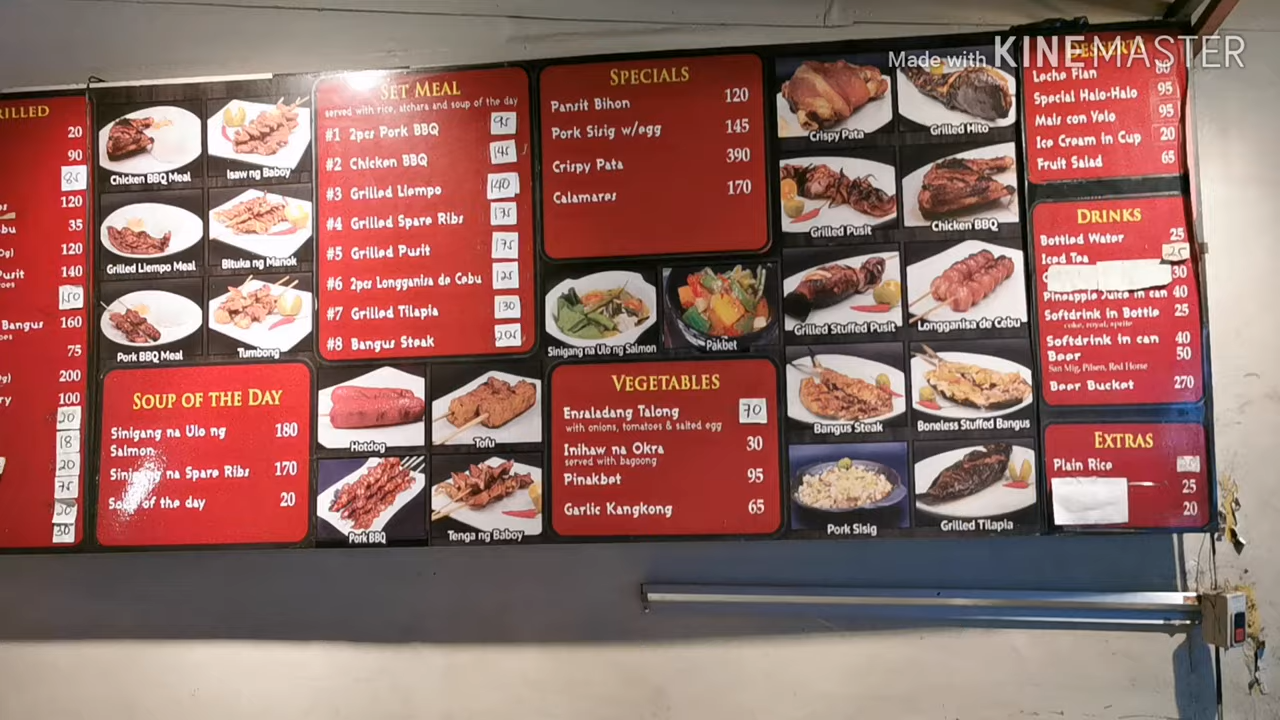 Made with KINEMASTER
20
90
85
120
35
120
140
150
Bangus 160
75
200
100
20
18
20
75
30
Chicken BBQ Meal
Isaw ng Baboy
Grilled Liempo Meal
Bituka ng Manok
Pork BBQ Meal
Tumbong
SOUP OF THE DAY
Sinigang na Ulo ng 180
Salmon
Sinigang na Spare Ribs 170
Soup of the day 20
SET MEAL
served with rice, atchara and soup of the day
#1 2pcs Pork BBQ 95
#2 Chicken BBQ 145
#3 Grilled Liempo 140
#4 Grilled Spare Ribs 175
#5 Grilled Pusit 175
#6 2pcs Longganisa de Cebu 125
#7 Grilled Tilapia 130
#8 Bangus Steak 205
Hotdog
Tofu
Pork BBQ
Tenga ng Baboy
SPECIALS
Pansit Bihon 120
Pork Sisig w/egg 145
Crispy Pata 390
Calamares 170
Sinigang na Ulo ng Salmon
Pakbet
VEGETABLES
Ensaladang Talong 70
with onions, tomatoes & salted egg
Inihaw na Okra 30
served with bagoong
Pinakbet 95
Garlic Kangkong 65
Crispy Pata
Grilled Hito
Grilled Pusit
Chicken BBQ
Grilled Stuffed Pusit
Longganisa de Cebu
Bangus Steak
Boneless Stuffed Bangus
Pork Sisig
Grilled Tilapia
DESSERTS
Leche Flan 60
Special Halo-Halo 95
Mais con Yelo 95
Ice Cream in Cup 20
Fruit Salad 65
DRINKS
Bottled Water 25
Iced Tea 25
30
Pineapple Juice in can 40
Softdrink in Bottle 25
coke, royal, sprite
Softdrink in can 40
Beer 50
San Mig, Pilsen, Red Horse
Beer Bucket 270
EXTRAS
Plain Rice
25
20